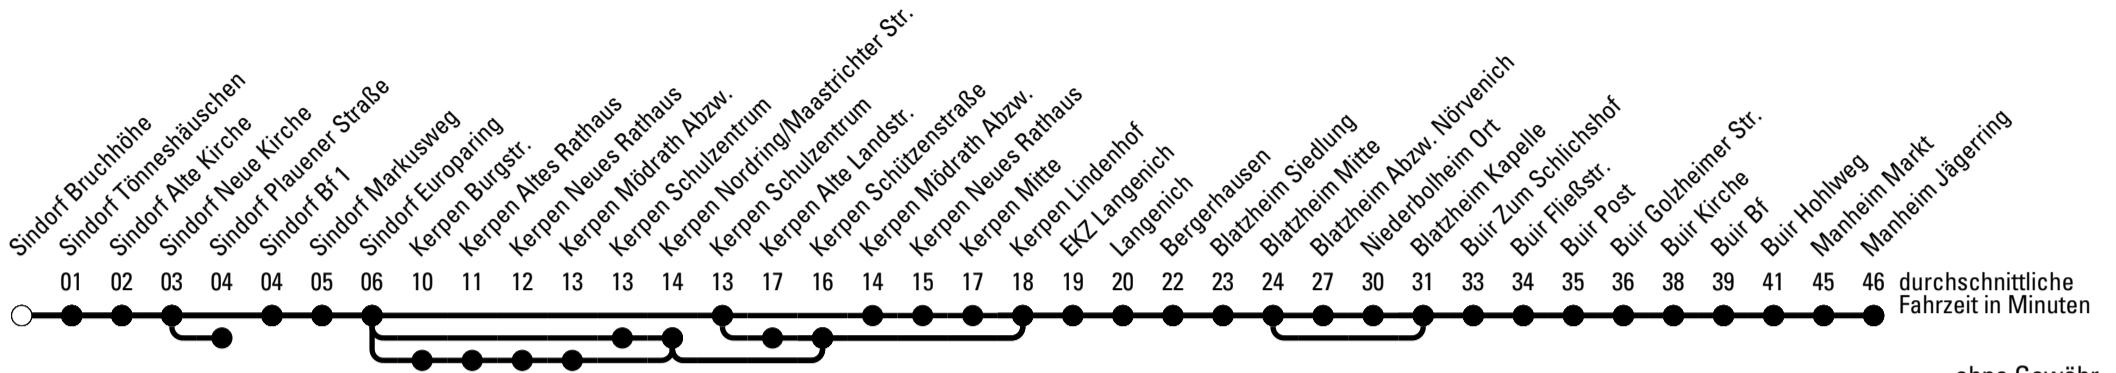 Sindorf Bruchhöhe
Sindorf Tönneshäuschen
Sindorf Alte Kirche
Sindorf Neue Kirche
Sindorf Plauener Straße
Sindorf Bf 1
Sindorf Markusweg
Sindorf Europaring
Kerpen Burgstr.
Kerpen Altes Rathaus
Kerpen Neues Rathaus
Kerpen Mödrath Abzw.
Kerpen Schulzentrum
Kerpen Nordring/Maastrichter Str.
Kerpen Schulzentrum
Kerpen Alte Landstr.
Kerpen Schützenstraße
Kerpen Mödrath Abzw.
Kerpen Neues Rathaus
Kerpen Mitte
Kerpen Lindenhof
EKZ Langenich
Langenich
Bergerhausen
Blatzheim Siedlung
Blatzheim Mitte
Blatzheim Abzw. Nörvenich
Niederbolheim Ort
Blatzheim Kapelle
Buir Zum Schlichshof
Buir Fließstr.
Buir Post
Buir Golzheimer Str.
Buir Kirche
Buir Bf
Buir Hohlweg
Manheim Markt
Manheim Jägerring
01 02 03 04 04 05 06 10 11 12 13 13 14 13 17 16 14 15 17 18 19 20 22 23 24 27 30 31 33 34 35 36 38 39 41 45 46 durchschnittliche
Fahrzeit in Minuten
ohne Gewähr